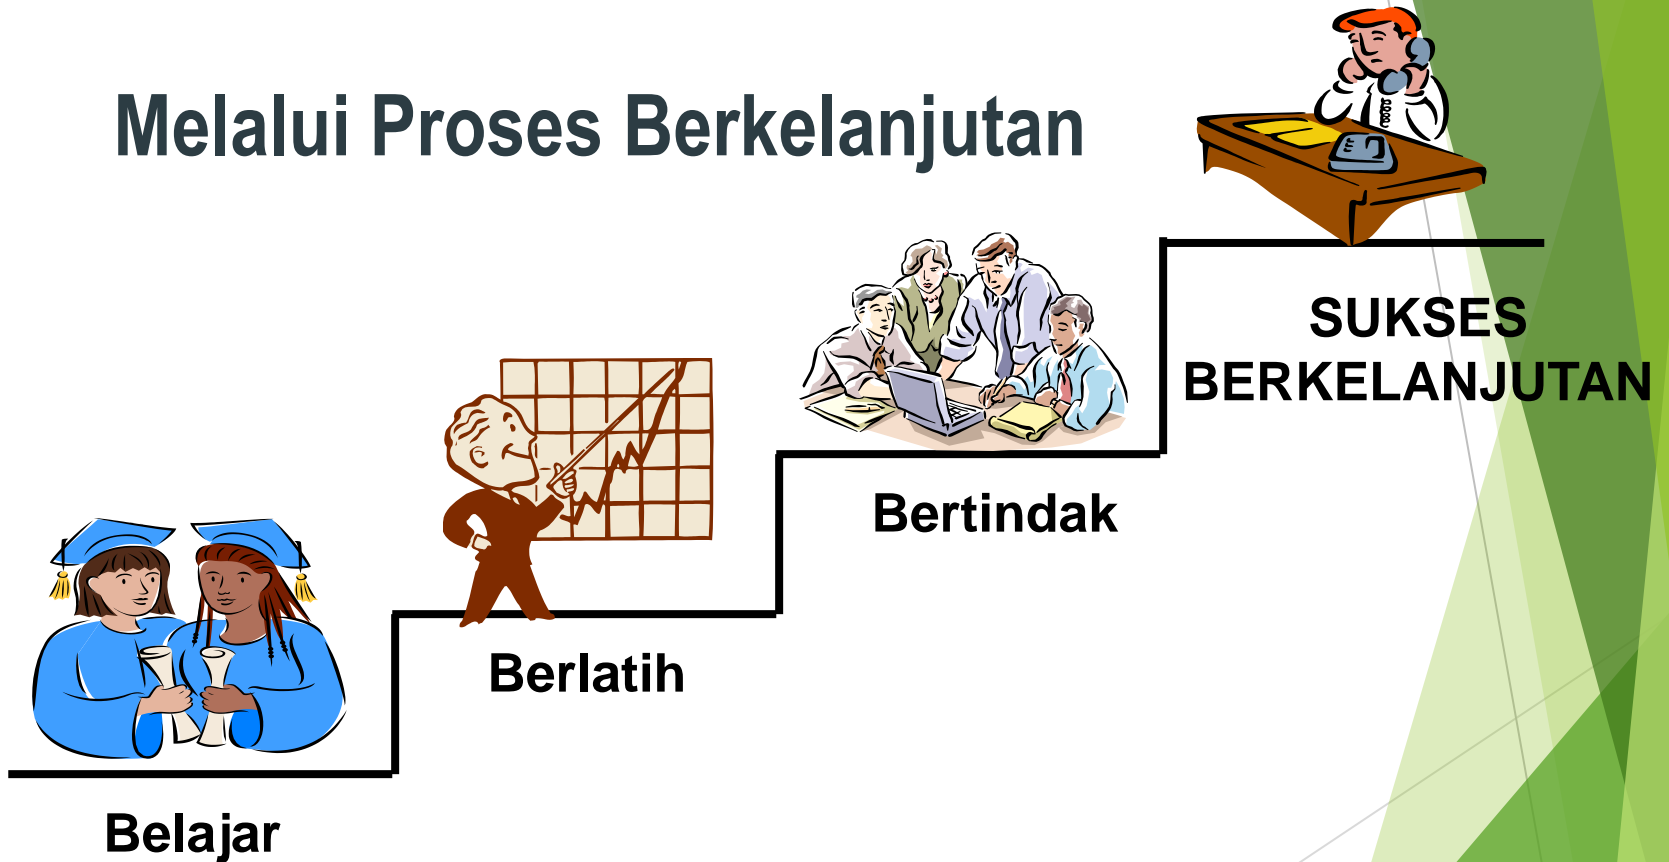 Melalui Proses Berkelanjutan
SUKSES
BERKELANJUTAN
Bertindak
Berlatih
Belajar